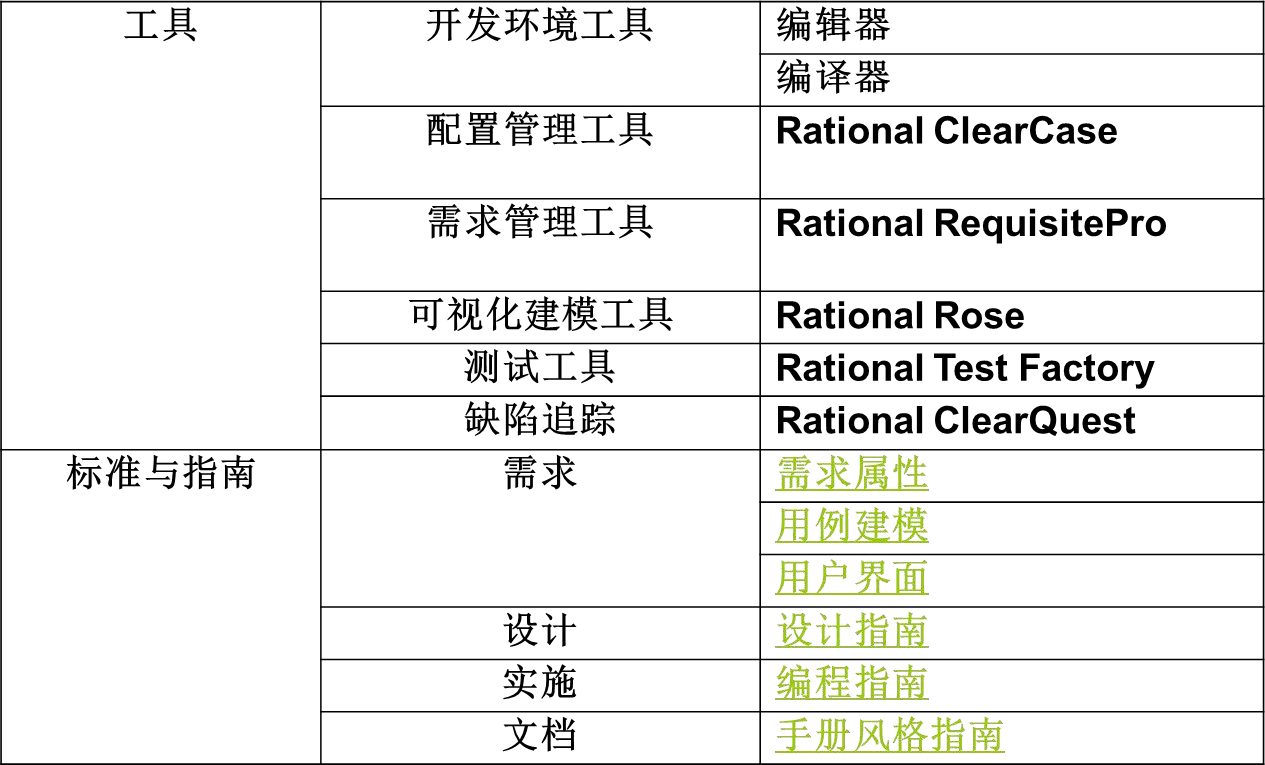 工具 开发环境工具 编辑器
编译器
配置管理工具 Rational ClearCase
需求管理工具 Rational RequisitePro
可视化建模工具 Rational Rose
测试工具 Rational Test Factory
缺陷追踪 Rational ClearQuest
标准与指南 需求 需求属性
用例建模
用户界面
设计 设计指南
实施 编程指南
文档 手册风格指南